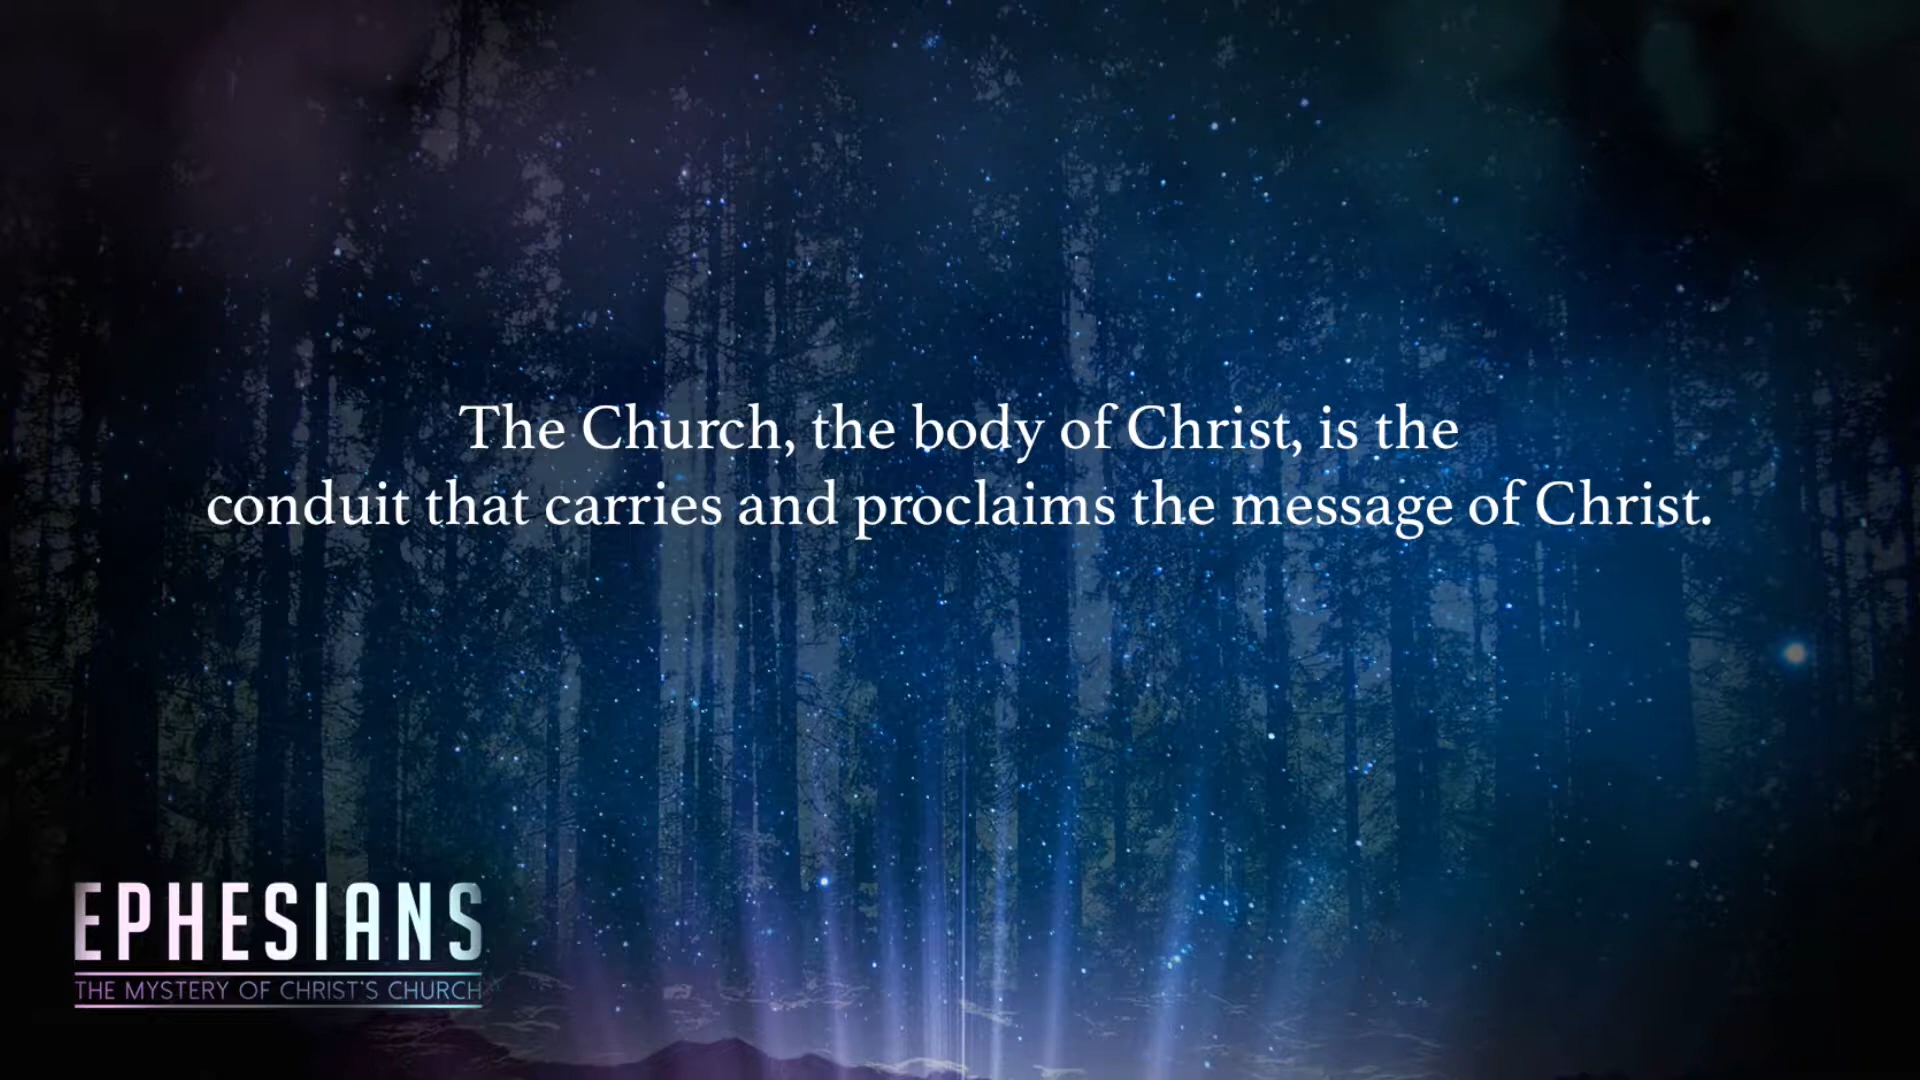 The Church, the body of Christ, is the
conduit that carries and proclaims the message of Christ.
EPHESIANS
THE MYSTERY OF CHRIST'S CHURCH